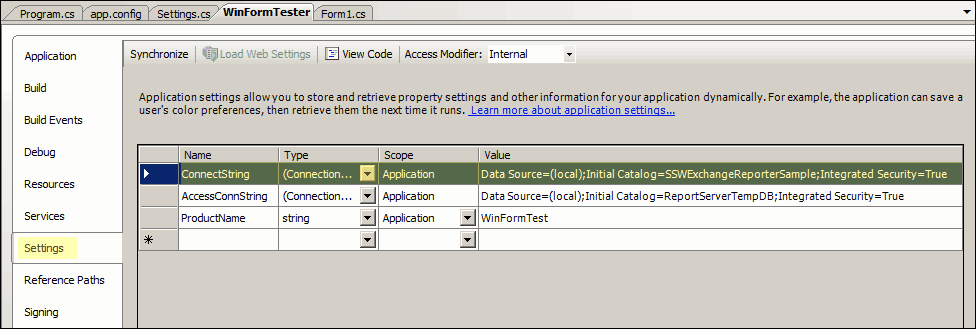 Program.cs app.config Settings.cs WinFormTester Form1.cs
Application
Build
Build Events
Debug
Resources
Services
Settings
Reference Paths
Signing
Synchronize Load Web Settings View Code Access Modifier: Internal
Application settings allow you to store and retrieve property settings and other information for your application dynamically. For example, the application can save a
user's color preferences, then retrieve them the next time it runs. Learn more about application settings...
Name Type Scope Value
ConnectString (Connection... Application Data Source=(local);Initial Catalog=SSWExchangeReporterSample;Integrated Security=True
AccessConnString (Connection... Application Data Source=(local);Initial Catalog=ReportServerTempDB;Integrated Security=True
ProductName string Application WinFormTest